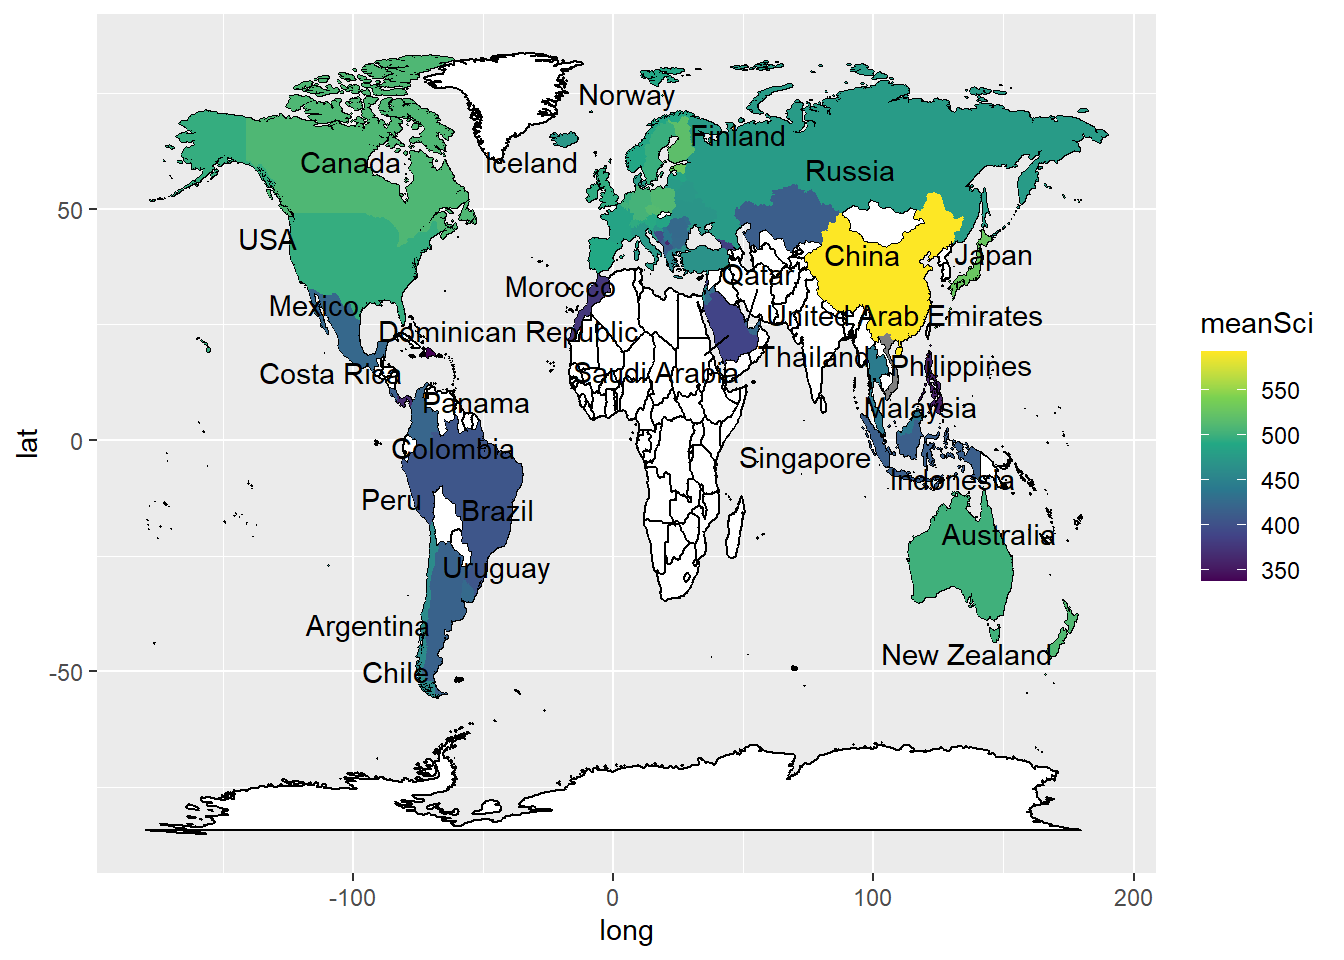 Norway
Finland
Canada
Iceland
Russia
USA
China
Japan
Qatar
Morocco
Mexico
United Arab Emirates
Dominican Republic
Thailand
Philippines
Costa Rica
Saudi Arabia
Panama
Malaysia
Colombia
Singapore
Indonesia
Peru
Brazil
Australia
Uruguay
Argentina
New Zealand
Chile
50
0
-50
lat
-100
0
100
200
long
meanSci
550
500
450
400
350